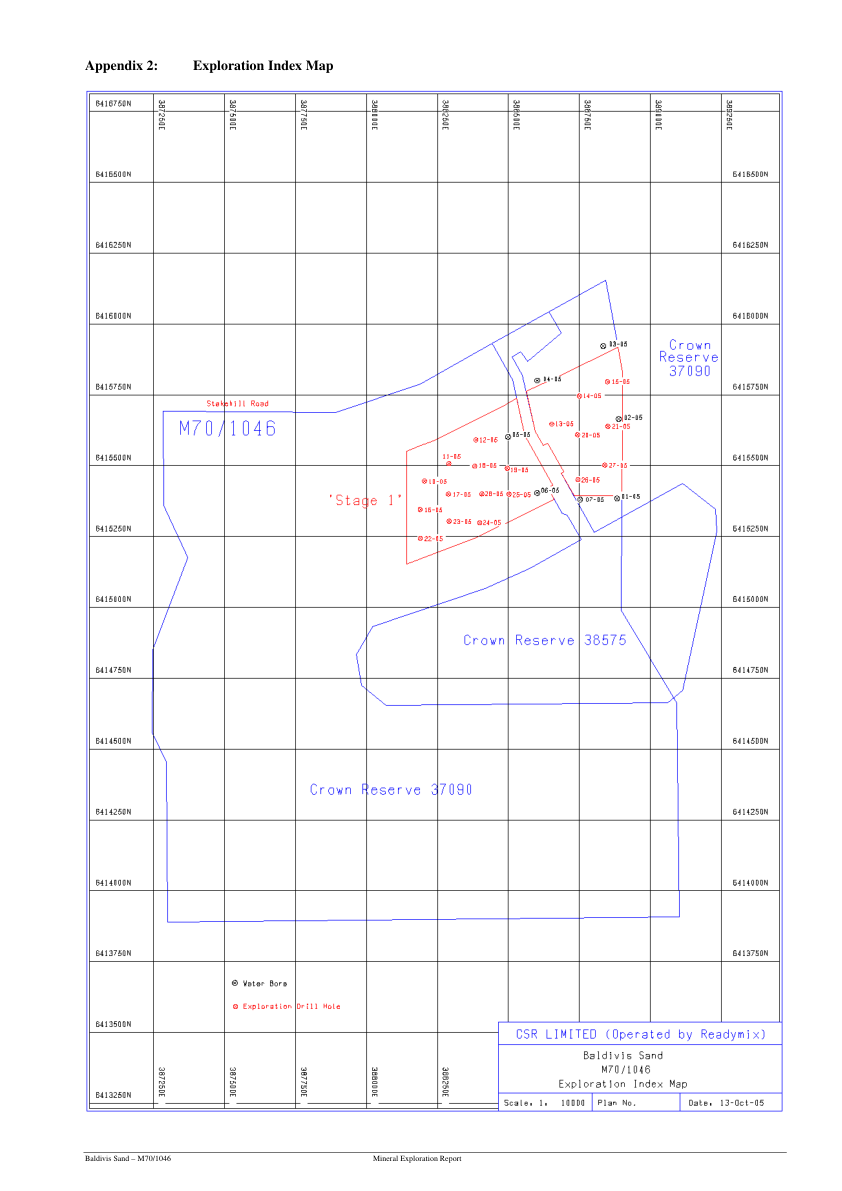 Appendix 2: Exploration Index Map
6416750N 387250E 387500E 387750E 388000E 388250E 388500E 388750E 389000E 389250E
6416500N 6416500N
6416250N 6416250N
6416000N 6416000N
03-05
Crown
Reserve
37090
04-05 15-05
6415750N 6415750N
14-05
Stakehill Road
M70/1046
02-05
13-05 21-05
12-05 05-05 20-05
11-05
6415500N 6415500N
18-05 19-05 27-05
10-05 26-05
'Stage 1' 17-05 28-05 25-05 06-05 07-05 01-05
16-05
23-05 24-05
6415250N 6415250N
22-05
6415000N 6415000N
Crown Reserve 38575
6414750N 6414750N
6414500N 6414500N
Crown Reserve 37090
6414250N 6414250N
6414000N 6414000N
6413750N 6413750N
Water Bore
Exploration Drill Hole
6413500N
CSR LIMITED (Operated by Readymix)
Baldivis Sand
M70/1046
Exploration Index Map
6413250N 387250E 387500E 387750E 388000E 388250E
Scale, 1, 10000 Plan No. Date, 13-Oct-05
Baldivis Sand – M70/1046 Mineral Exploration Report